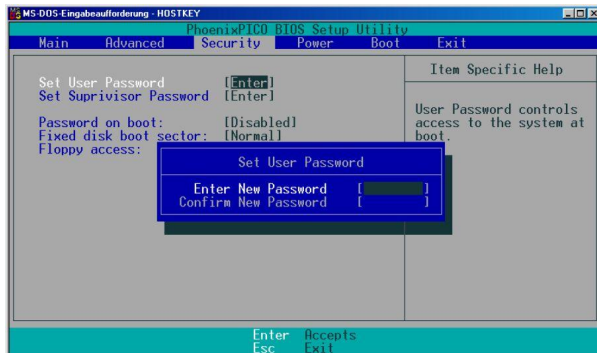 MS-DOS-Eingabeaufforderung - HOSTKEY
PhoenixPICO BIOS Setup Utility
Main Advanced Security Power Boot Exit
Item Specific Help
Set User Password [Enter]
Set Suprivisor Password [Enter]
Password on boot: [Disabled]
Fixed disk boot sector: [Normal]
Floppy access:
User Password controls
access to the system at
boot.
Set User Password
Enter New Password [ ]
Confirm New Password [ ]
Enter Accepts
Esc Exit